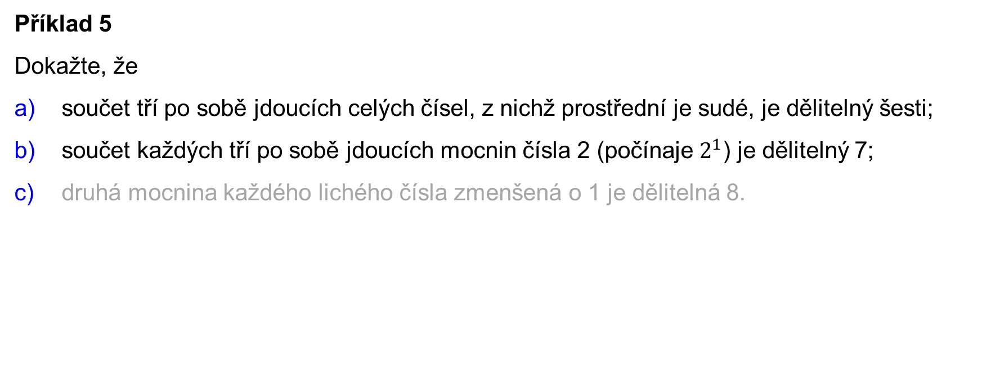 Příklad 5
Dokažte, že
a) součet tří po sobě jdoucích celých čísel, z nichž prostřední je sudé, je dělitelný šesti;
b) součet každých tří po sobě jdoucích mocnin čísla 2 (počínaje 2¹) je dělitelný 7;
c) druhá mocnina každého lichého čísla zmenšená o 1 je dělitelná 8.